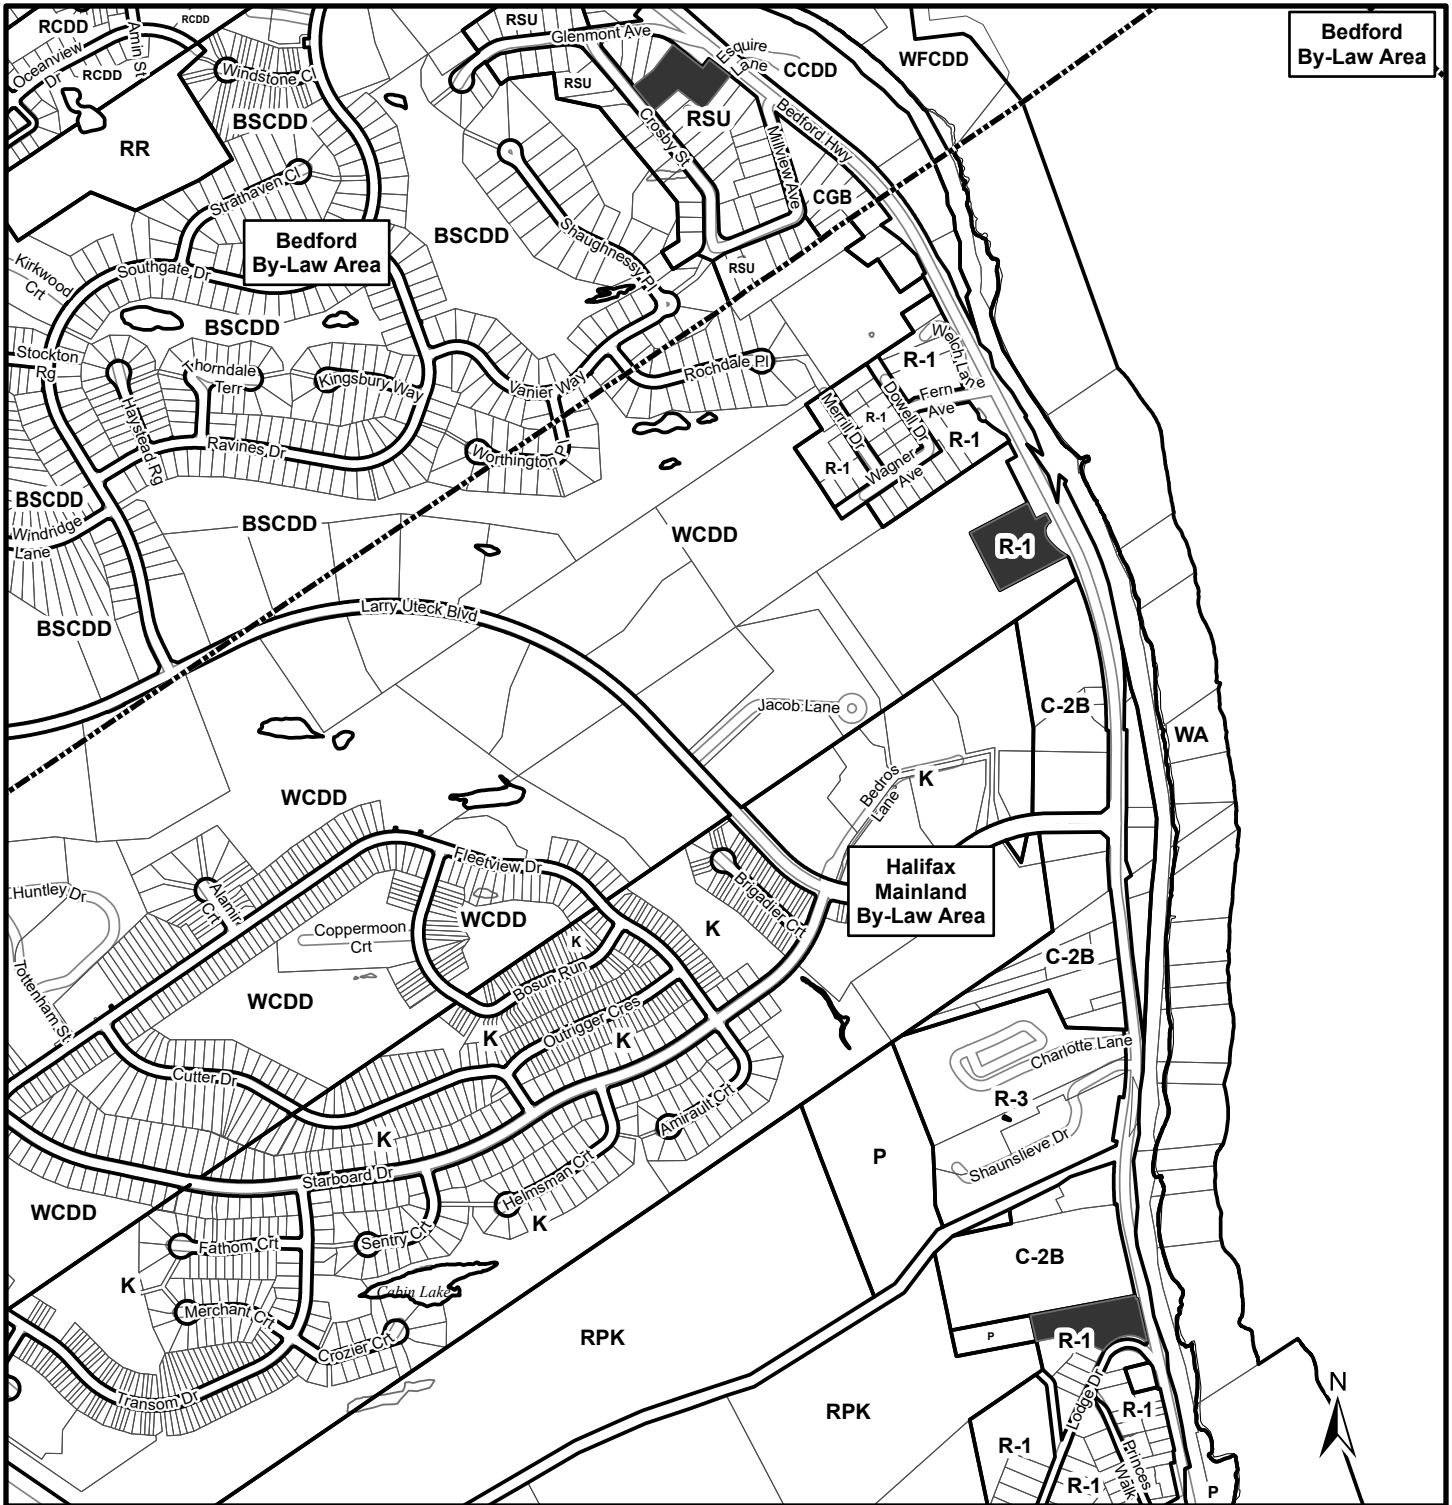 RCDD
RCDD
Amin St
RSU
Glenmont Ave
Esquire
Lane
CCDD
WFCDD
Bedford
By-Law Area
Oceanview
Dr
RCDD
Windstone Cl
RSU
BSCDD
RSU
Bedford Hwy
RR
Crosby St
Millview Ave
Strathaven Cl
CGB
Bedford
By-Law Area
BSCDD
Shaughnessy Pl
Kirkwood
Crt
Southgate Dr
RSU
BSCDD
Welch Lane
Stockton
Rg
Thorndale
Terr
Kingsbury Way
Vanier Way
Rochdale Pl
R-1
Haystead Rg
Merrill Dr
Dowell Dr
Fern
Ave
R-1
R-1
Ravines Dr
Worthington Pl
R-1
Wagner
Ave
BSCDD
Windridge
Lane
BSCDD
WCDD
R-1
BSCDD
Larry Uteck Blvd
Jacob Lane
C-2B
WA
WCDD
Bedros
Lane
K
Fleetview Dr
Halifax
Mainland
By-Law Area
Huntley Dr
Alamir
Crt
Brigadier Crt
Coppermoon
Crt
WCDD
K
K
Tottenham St
Bosun Run
C-2B
WCDD
Outrigger Cres
K
K
Charlotte Lane
Cutter Dr
R-3
Amirault Crt
K
P
Shaunslieve Dr
Starboard Dr
Helmsman Crt
WCDD
K
Fathom Crt
Sentry Crt
C-2B
K
Cabin Lake
Merchant Crt
RPK
P
R-1
Crozier Crt
N
Transom Dr
Lodge Dr
RPK
R-1
R-1
Princes
Walk
R-1
P